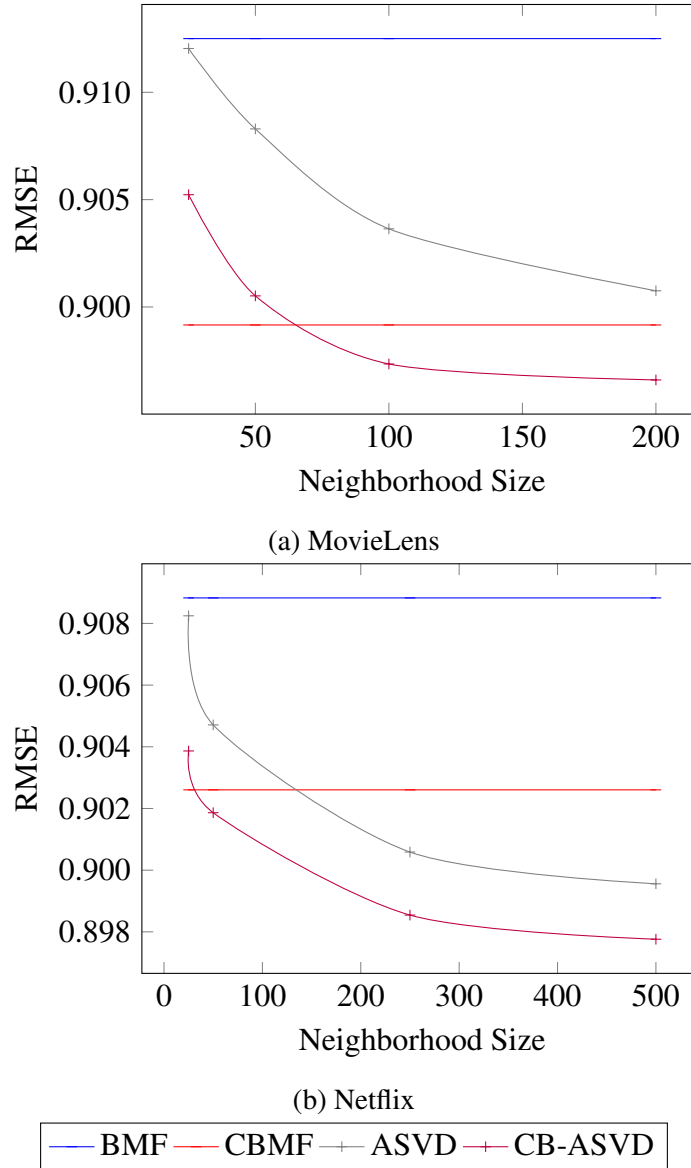 0.910
0.905
0.900
RMSE
50 100 150 200
Neighborhood Size
(a) MovieLens
0.908
0.906
0.904
0.902
0.900
0.898
RMSE
0 100 200 300 400 500
Neighborhood Size
(b) Netflix
BMF CBMF ASVD CB-ASVD